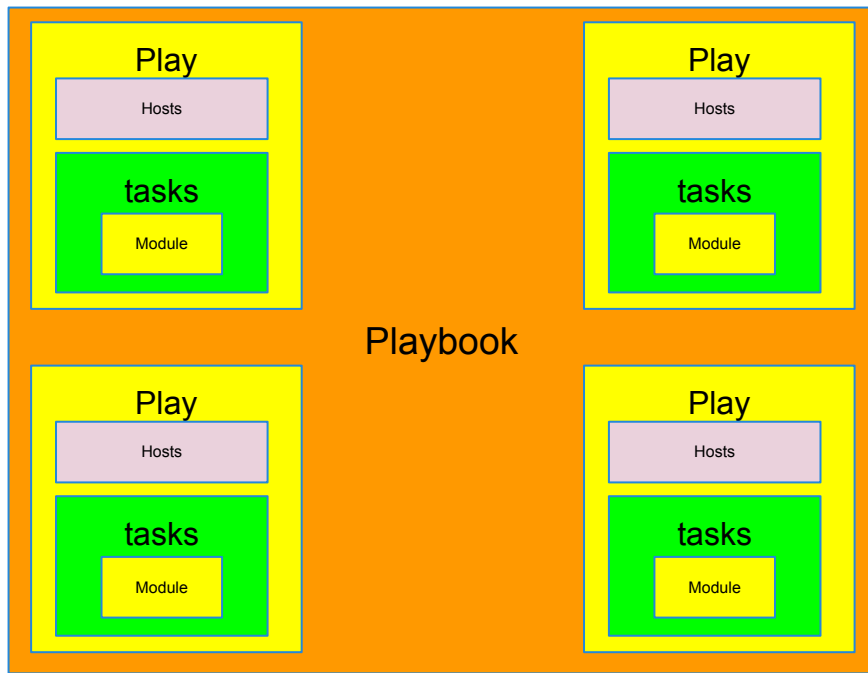 Play
Hosts
tasks
Module
Play
Hosts
tasks
Module
Playbook
Play
Hosts
tasks
Module
Play
Hosts
tasks
Module